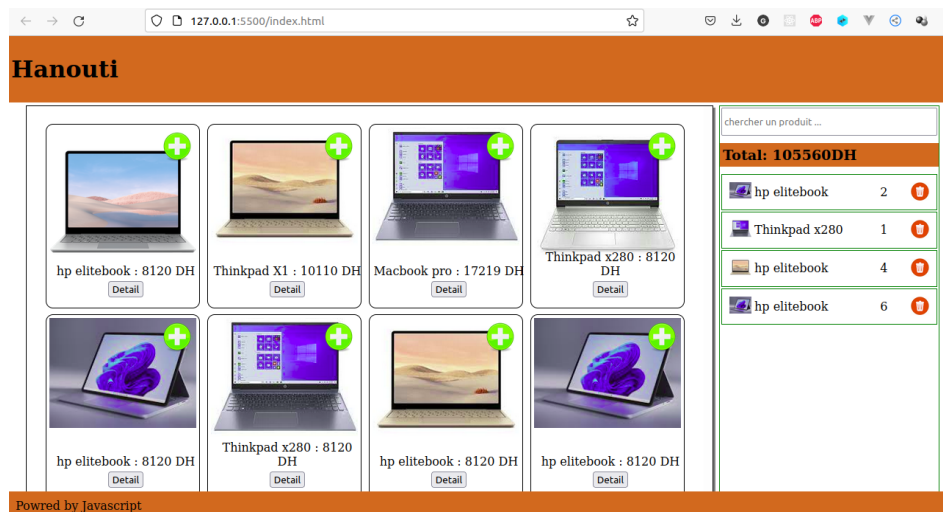 127.0.0.1:5500/index.html
Hanouti
hp elitebook : 8120 DH
Detail
Thinkpad X1 : 10110 DH
Detail
Macbook pro : 17219 DH
Detail
Thinkpad x280 : 8120
DH
Detail
hp elitebook : 8120 DH
Detail
Thinkpad x280 : 8120
DH
Detail
hp elitebook : 8120 DH
Detail
hp elitebook : 8120 DH
Detail
chercher un produit ...
Total: 105560DH
hp elitebook 2
Thinkpad x280 1
hp elitebook 4
hp elitebook 6
Powred by Javascript